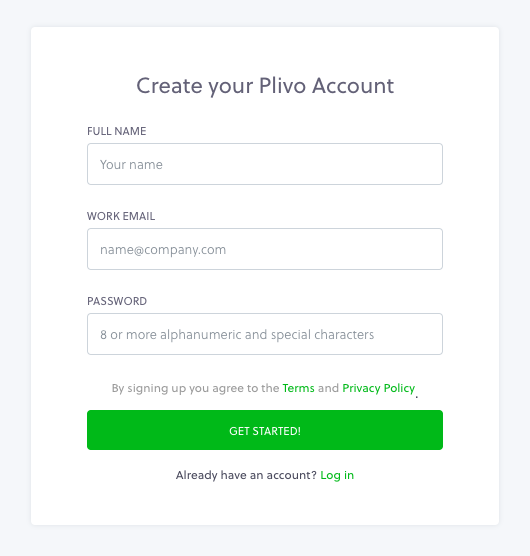 Create your Plivo Account
FULL NAME
Your name
WORK EMAIL
name@company.com
PASSWORD
8 or more alphanumeric and special characters
By signing up you agree to the Terms and Privacy Policy.
GET STARTED!
Already have an account? Log in